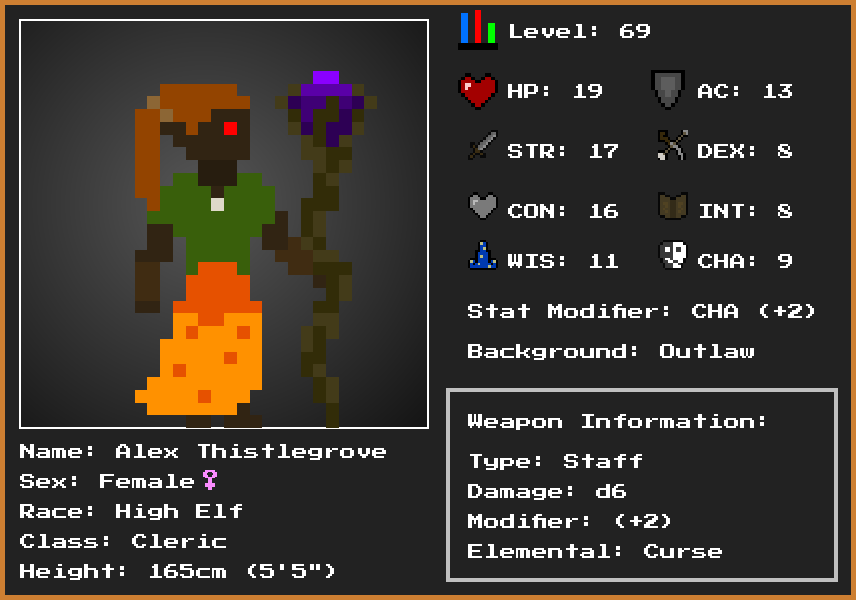 Level: 69
HP: 19
AC: 13
STR: 17
DEX: 8
CON: 16
INT: 8
WIS: 11
CHA: 9
Stat Modifier: CHA (+2)
Background: Outlaw
Weapon Information:
Type: Staff
Damage: d6
Modifier: (+2)
Elemental: Curse
Name: Alex Thistlegrove
Sex: Female♀
Race: High Elf
Class: Cleric
Height: 165cm (5'5")